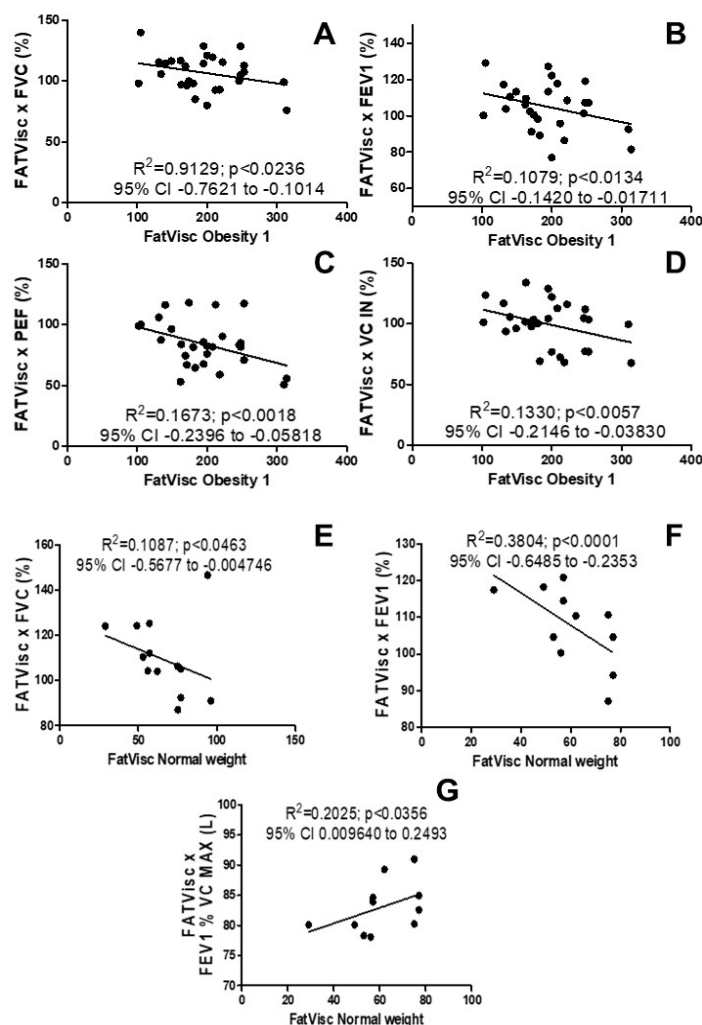 A
FATVisc x FVC (%)
150
100
50
0
R²=0.9129; p<0.0236
95% CI -0.7621 to -0.1014
0 100 200 300 400
FatVisc Obesity 1
B
FATVisc x FEV1 (%)
140
120
100
80
60
R²=0.1079; p<0.0134
95% CI -0.1420 to -0.01711
0 100 200 300 400
FatVisc Obesity 1
C
FATVisc x PEF (%)
150
100
50
0
R²=0.1673; p<0.0018
95% CI -0.2396 to -0.05818
0 100 200 300 400
FatVisc Obesity 1
D
FATVisc x VC IN (%)
150
100
50
0
R²=0.1330; p<0.0057
95% CI -0.2146 to -0.03830
0 100 200 300 400
FatVisc Obesity 1
E
R²=0.1087; p<0.0463
95% CI -0.5677 to -0.004746
FATVisc x FVC (%)
160
140
120
100
80
0 50 100 150
FatVisc Normal weight
F
R²=0.3804; p<0.0001
95% CI -0.6485 to -0.2353
FATVisc x FEV1 (%)
130
120
110
100
90
80
0 20 40 60 80 100
FatVisc Normal weight
G
R²=0.2025; p<0.0356
95% CI 0.009640 to 0.2493
FATVisc x
FEV1 % VC MAX (L)
100
95
90
85
80
75
70
0 20 40 60 80 100
FatVisc Normal weight